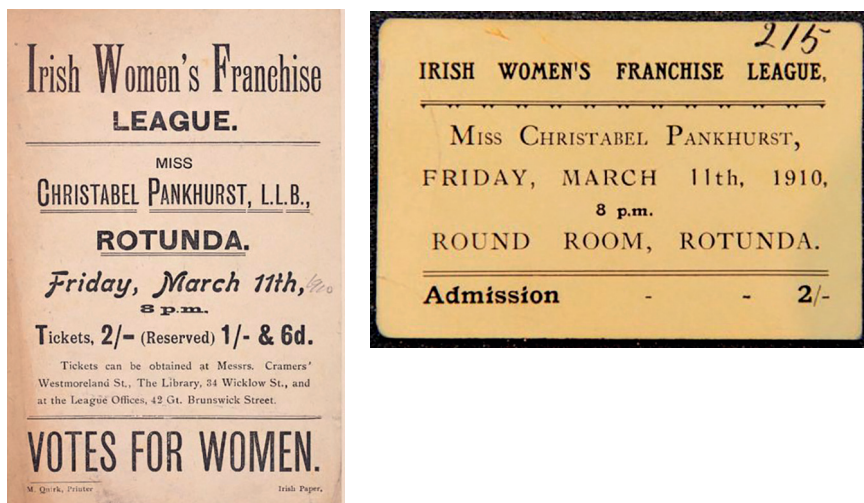 Irish Women's Franchise
LEAGUE.
MISS
CHRISTABEL PANKHURST, L.L.B.,
ROTUNDA.
Friday, March 11th, 1910
8 p.m.
Tickets, 2/- (Reserved) 1/- & 6d.
Tickets can be obtained at Messrs. Cramers'
Westmoreland St., The Library, 34 Wicklow St., and
at the League Offices, 42 Gt. Brunswick Street.
VOTES FOR WOMEN.
M. Quirk, Printer Irish Paper,
215
IRISH WOMEN'S FRANCHISE LEAGUE,
MISS CHRISTABEL PANKHURST,
FRIDAY, MARCH 11th, 1910,
8 p.m.
ROUND ROOM, ROTUNDA.
Admission - - 2/-